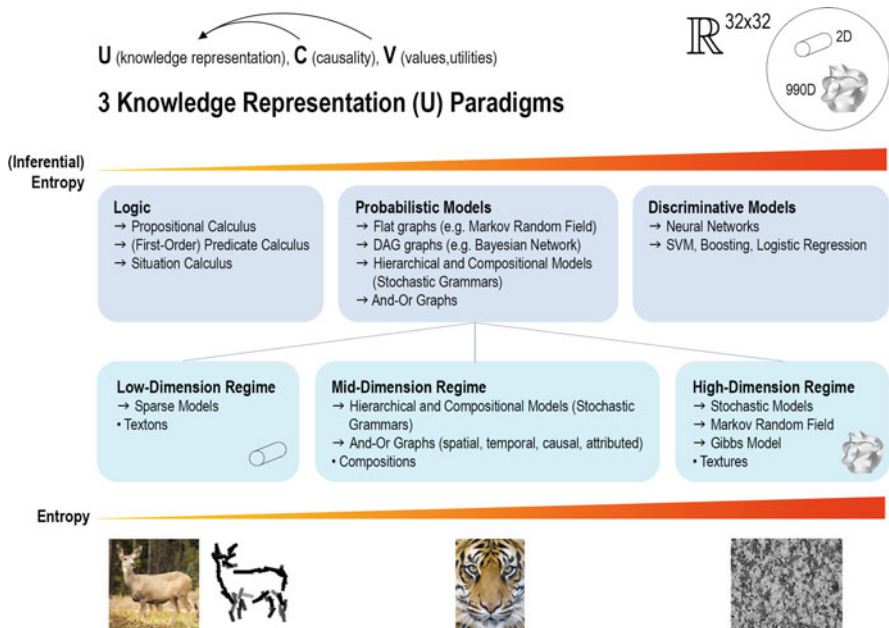 U (knowledge representation), C (causality), V (values,utilities)
ℝ 32x32
2D
990D
3 Knowledge Representation (U) Paradigms
(Inferential)
Entropy
Logic
→ Propositional Calculus
→ (First-Order) Predicate Calculus
→ Situation Calculus
Probabilistic Models
→ Flat graphs (e.g. Markov Random Field)
→ DAG graphs (e.g. Bayesian Network)
→ Hierarchical and Compositional Models
(Stochastic Grammars)
→ And-Or Graphs
Discriminative Models
→ Neural Networks
→ SVM, Boosting, Logistic Regression
Low-Dimension Regime
→ Sparse Models
• Textons
Mid-Dimension Regime
→ Hierarchical and Compositional Models (Stochastic
Grammars)
→ And-Or Graphs (spatial, temporal, causal, attributed)
• Compositions
High-Dimension Regime
→ Stochastic Models
→ Markov Random Field
→ Gibbs Model
• Textures
Entropy